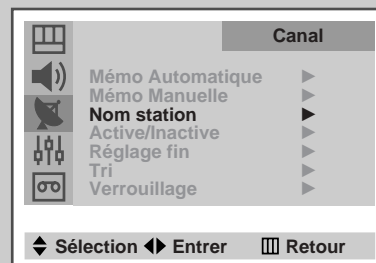 Canal
Mémo Automatique
Mémo Manuelle
Nom station
Active/Inactive
Réglage fin
Tri
Verrouillage
Sélection Entrer Retour